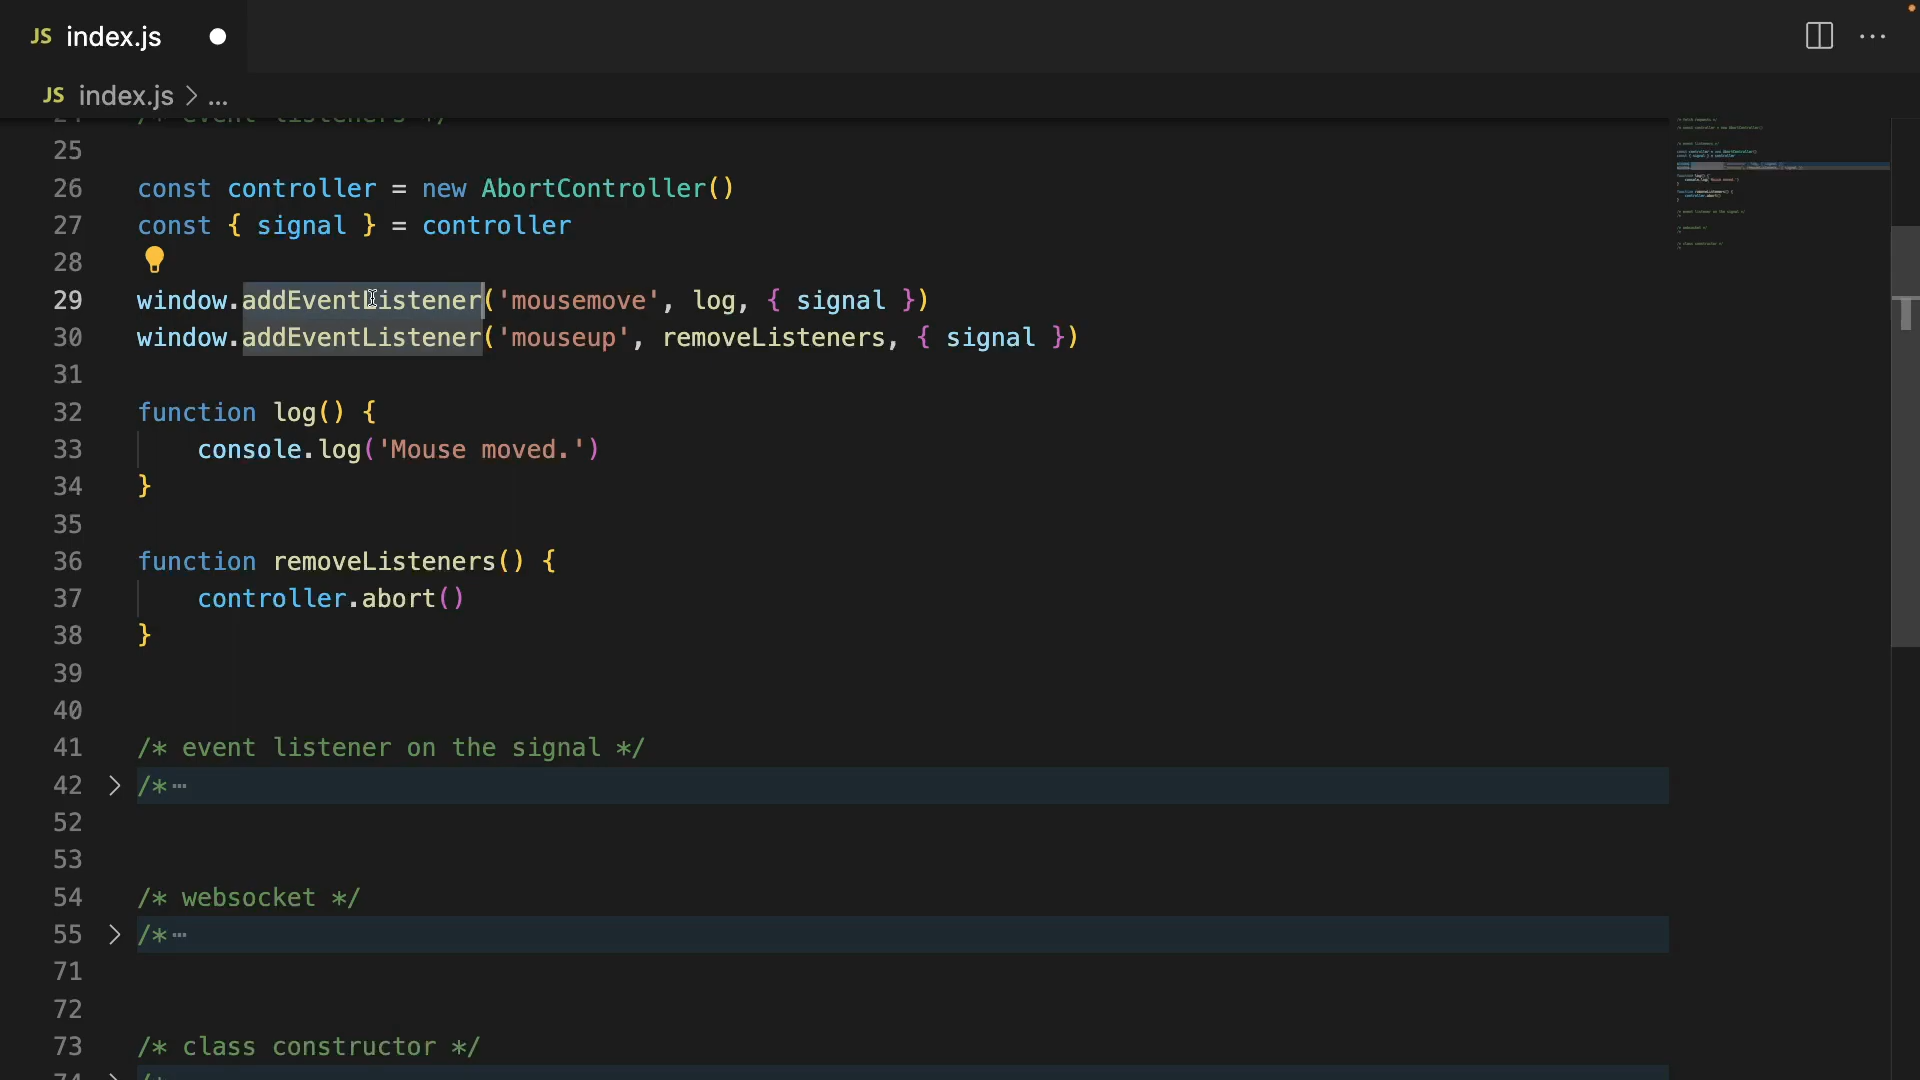 JS index.js
JS index.js > ...
24 /* event listeners */
25
26 const controller = new AbortController()
27 const { signal } = controller
28
29 window.addEventListener('mousemove', log, { signal })
30 window.addEventListener('mouseup', removeListeners, { signal })
31
32 function log() {
33     console.log('Mouse moved.')
34 }
35
36 function removeListeners() {
37     controller.abort()
38 }
39
40
41 /* event listener on the signal */
42 > /*…
52
53
54 /* websocket */
55 > /*…
71
72
73 /* class constructor */
74 > /*